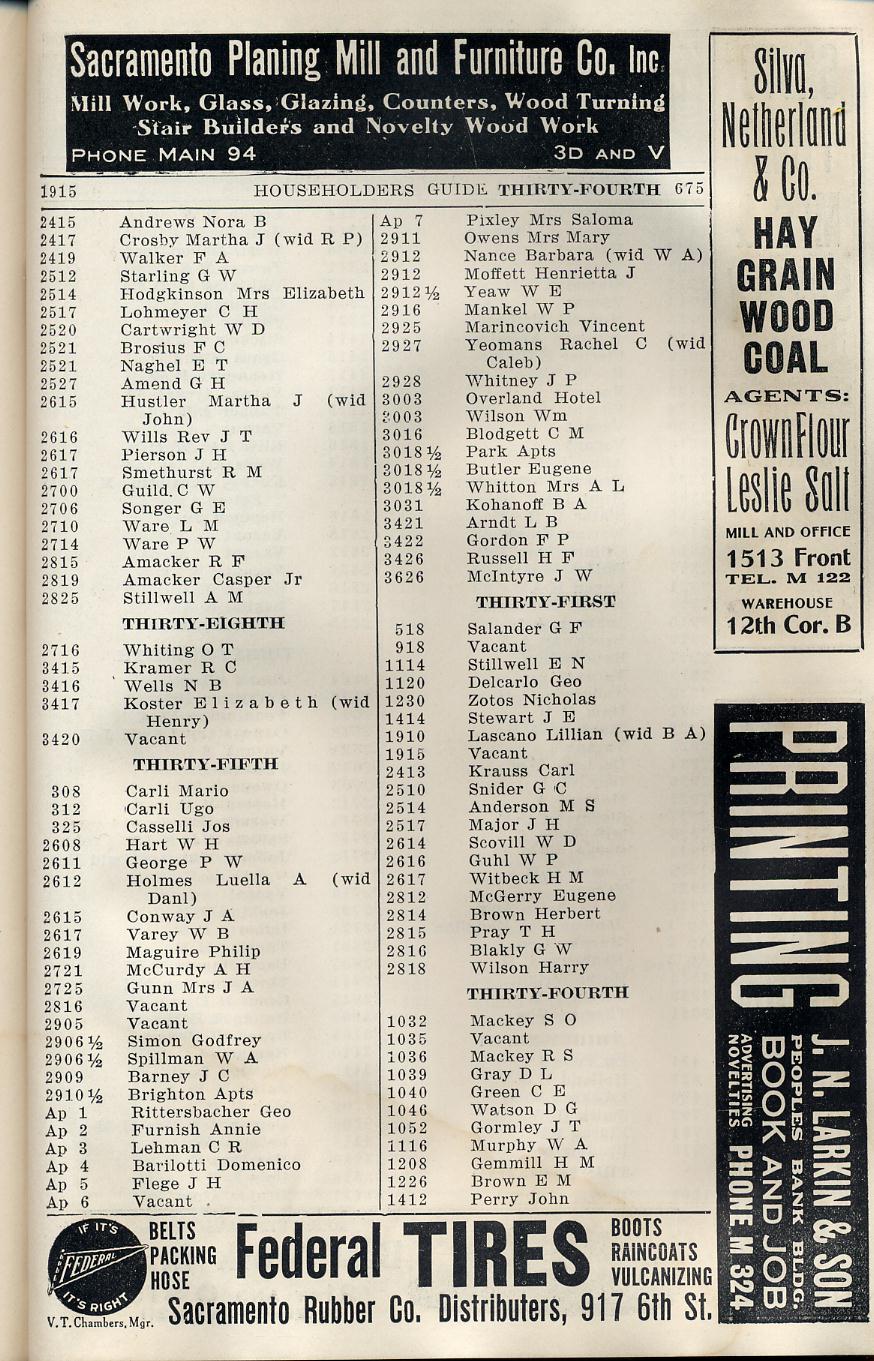 Sacramento Planing Mill and Furniture Co. Inc.
Mill Work, Glass, Glazing, Counters, Wood Turning
Stair Builders and Novelty Wood Work
PHONE MAIN 94 3D AND V
1915 HOUSEHOLDERS GUIDE THIRTY-FOURTH 675
2415 Andrews Nora B
2417 Crosby Martha J (wid R P)
2419 Walker F A
2512 Starling G W
2514 Hodgkinson Mrs Elizabeth
2517 Lohmeyer C H
2520 Cartwright W D
2521 Brosius F C
2521 Naghel E T
2527 Amend G H
2615 Hustler Martha J (wid
John)
2616 Wills Rev J T
2617 Pierson J H
2617 Smethurst R M
2700 Guild C W
2706 Songer G E
2710 Ware L M
2714 Ware P W
2815 Amacker R F
2819 Amacker Casper Jr
2825 Stillwell A M
THIRTY-EIGHTH
2716 Whiting O T
3415 Kramer R C
3416 Wells N B
3417 Koster Elizabeth (wid
Henry)
3420 Vacant
THIRTY-FIFTH
308 Carli Mario
312 Carli Ugo
325 Casselli Jos
2608 Hart W H
2611 George P W
2612 Holmes Luella A (wid
Danl)
2615 Conway J A
2617 Varey W B
2619 Maguire Philip
2721 McCurdy A H
2725 Gunn Mrs J A
2816 Vacant
2905 Vacant
2906½ Simon Godfrey
2906½ Spillman W A
2909 Barney J C
2910½ Brighton Apts
Ap 1 Rittersbacher Geo
Ap 2 Furnish Annie
Ap 3 Lehman C R
Ap 4 Barilotti Domenico
Ap 5 Flege J H
Ap 6 Vacant
Ap 7 Pixley Mrs Saloma
2911 Owens Mrs Mary
2912 Nance Barbara (wid W A)
2912 Moffett Henrietta J
2912½ Yeaw W E
2916 Mankel W P
2925 Marincovich Vincent
2927 Yeomans Rachel C (wid
Caleb)
2928 Whitney J P
3003 Overland Hotel
3003 Wilson Wm
3016 Blodgett C M
3018½ Park Apts
3018½ Butler Eugene
3018½ Whitton Mrs A L
3031 Kohanoff B A
3421 Arndt L B
3422 Gordon F P
3426 Russell H F
3626 McIntyre J W
THIRTY-FIRST
518 Salander G F
918 Vacant
1114 Stillwell E N
1120 Delcarlo Geo
1230 Zotos Nicholas
1414 Stewart J E
1910 Lascano Lillian (wid B A)
1915 Vacant
2413 Krauss Carl
2510 Snider G C
2514 Anderson M S
2517 Major J H
2614 Scovill W D
2616 Guhl W P
2617 Witbeck H M
2812 McGerry Eugene
2814 Brown Herbert
2815 Pray T H
2816 Blakly G W
2818 Wilson Harry
THIRTY-FOURTH
1032 Mackey S O
1035 Vacant
1036 Mackey R S
1039 Gray D L
1040 Green C E
1046 Watson D G
1052 Gormley J T
1116 Murphy W A
1208 Gemmill H M
1226 Brown E M
1412 Perry John
Silva,
Netherland
& Co.
HAY
GRAIN
WOOD
COAL
AGENTS:
Crown Flour
Leslie Salt
MILL AND OFFICE
1513 Front
TEL. M 122
WAREHOUSE
12th Cor. B
PRINTING
J. N. LARKIN & SON
PEOPLES BANK BLDG.
BOOK AND JOB
ADVERTISING
NOVELTIES
PHONE M 324
IF IT'S
FEDERAL
IT'S RIGHT
V. T. Chambers, Mgr.
BELTS
PACKING
HOSE
Federal TIRES
BOOTS
RAINCOATS
VULCANIZING
Sacramento Rubber Co. Distributers, 917 6th St.